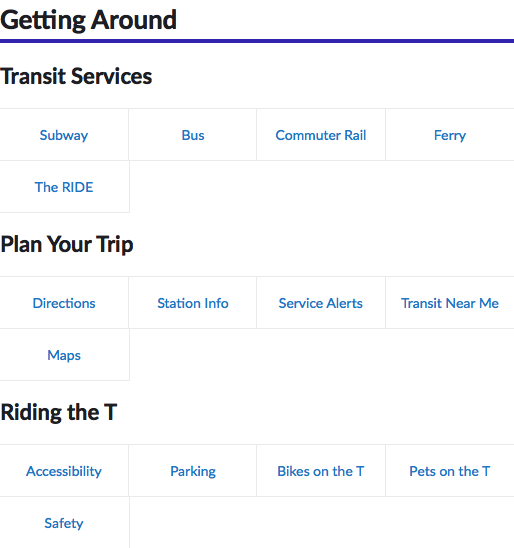 Getting Around
Transit Services
Subway Bus Commuter Rail Ferry
The RIDE
Plan Your Trip
Directions Station Info Service Alerts Transit Near Me
Maps
Riding the T
Accessibility Parking Bikes on the T Pets on the T
Safety